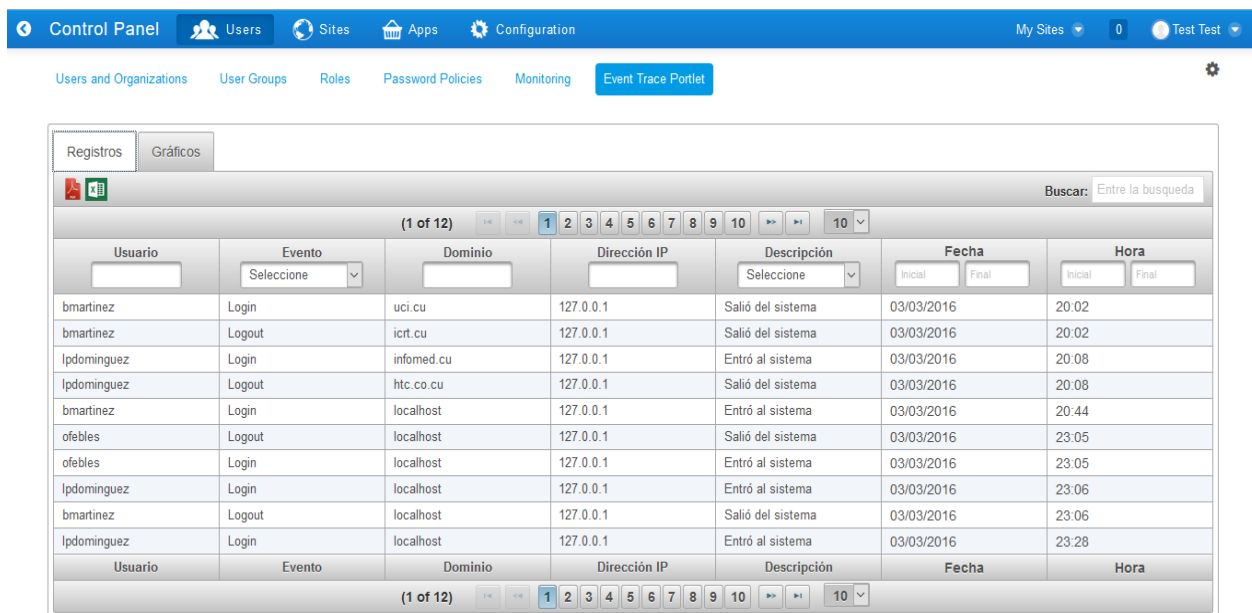 Control Panel Users Sites Apps Configuration My Sites 0 Test Test
Users and Organizations User Groups Roles Password Policies Monitoring Event Trace Portlet
Registros Gráficos
Buscar: Entre la busqueda
(1 of 12) 1 2 3 4 5 6 7 8 9 10 10
Usuario Evento Dominio Dirección IP Descripción Fecha Hora
Seleccione Seleccione Inicial Final Inicial Final
bmartinez Login uci.cu 127.0.0.1 Salió del sistema 03/03/2016 20:02
bmartinez Logout icrt.cu 127.0.0.1 Salió del sistema 03/03/2016 20:02
lpdominguez Login infomed.cu 127.0.0.1 Entró al sistema 03/03/2016 20:08
lpdominguez Logout htc.co.cu 127.0.0.1 Salió del sistema 03/03/2016 20:08
bmartinez Login localhost 127.0.0.1 Entró al sistema 03/03/2016 20:44
ofebles Logout localhost 127.0.0.1 Salió del sistema 03/03/2016 23:05
ofebles Login localhost 127.0.0.1 Entró al sistema 03/03/2016 23:05
lpdominguez Login localhost 127.0.0.1 Entró al sistema 03/03/2016 23:06
bmartinez Logout localhost 127.0.0.1 Salió del sistema 03/03/2016 23:06
lpdominguez Login localhost 127.0.0.1 Entró al sistema 03/03/2016 23:28
Usuario Evento Dominio Dirección IP Descripción Fecha Hora
(1 of 12) 1 2 3 4 5 6 7 8 9 10 10